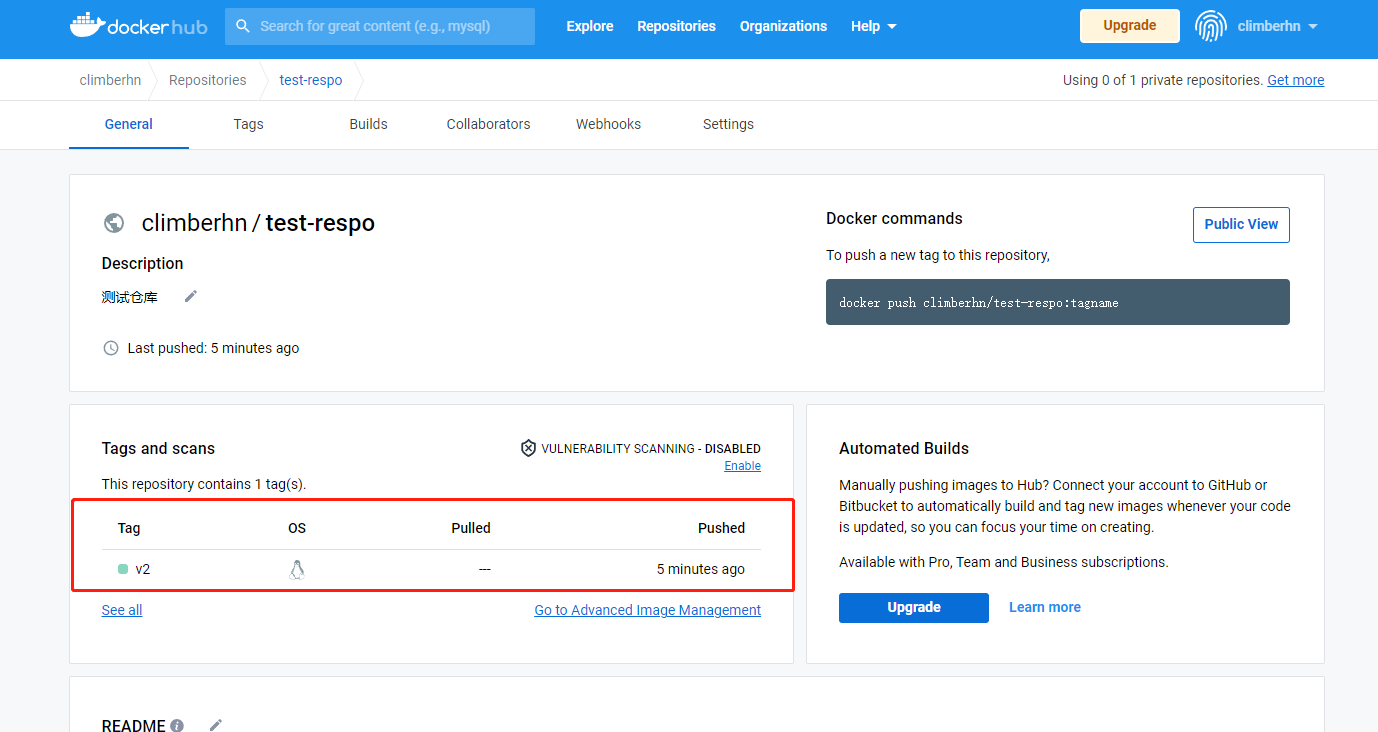 docker hub
Search for great content (e.g., mysql)
Explore
Repositories
Organizations
Help
Upgrade
climberhn
climberhn
Repositories
test-respo
Using 0 of 1 private repositories. Get more
General
Tags
Builds
Collaborators
Webhooks
Settings
climberhn / test-respo
Description
测试仓库
Last pushed: 5 minutes ago
Docker commands
Public View
To push a new tag to this repository,
docker push climberhn/test-respo:tagname
Tags and scans
VULNERABILITY SCANNING - DISABLED
Enable
This repository contains 1 tag(s).
Tag OS Pulled Pushed
v2 --- 5 minutes ago
See all
Go to Advanced Image Management
Automated Builds
Manually pushing images to Hub? Connect your account to GitHub or
Bitbucket to automatically build and tag new images whenever your code
is updated, so you can focus your time on creating.
Available with Pro, Team and Business subscriptions.
Upgrade
Learn more
README